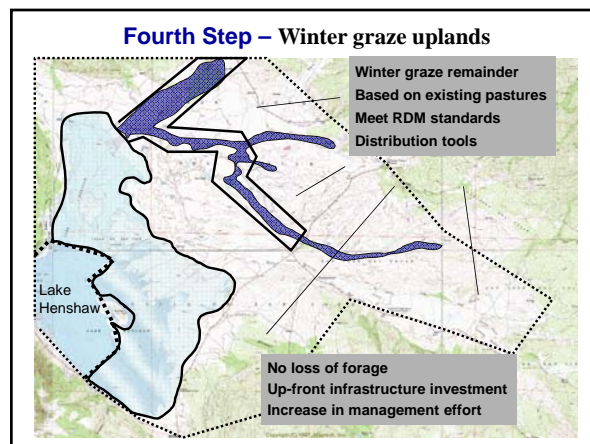 Fourth Step – Winter graze uplands
Winter graze remainder
Based on existing pastures
Meet RDM standards
Distribution tools
Lake
Henshaw
No loss of forage
Up-front infrastructure investment
Increase in management effort